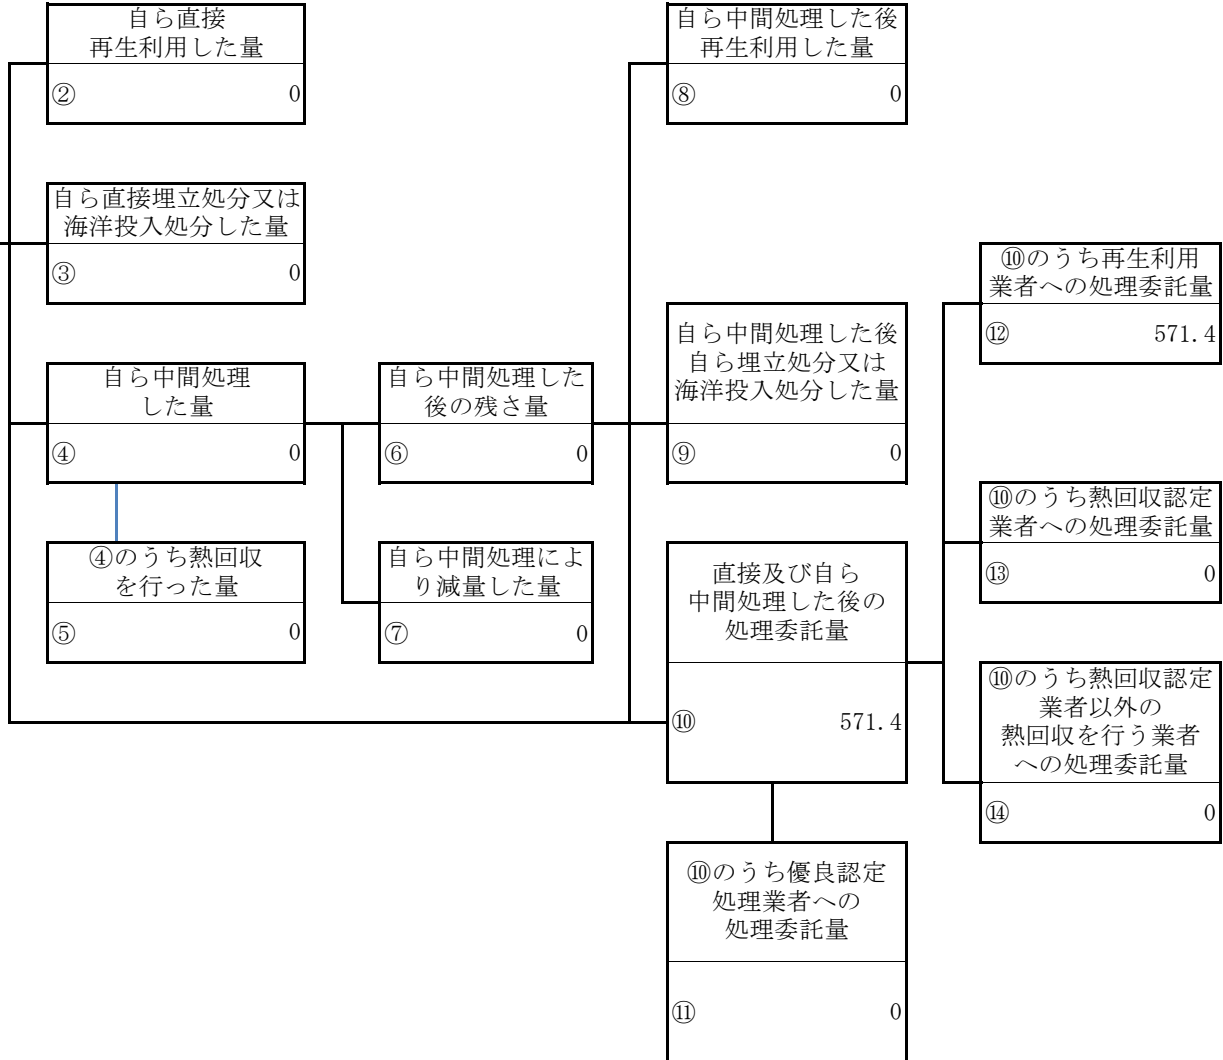 自ら直接
再生利用した量
② 0
自ら直接埋立処分又は
海洋投入処分した量
③ 0
自ら中間処理
した量
④ 0
④のうち熱回収
を行った量
⑤ 0
自ら中間処理した
後の残さ量
⑥ 0
自ら中間処理によ
り減量した量
⑦ 0
自ら中間処理した後
再生利用した量
⑧ 0
自ら中間処理した後
自ら埋立処分又は
海洋投入処分した量
⑨ 0
直接及び自ら
中間処理した後の
処理委託量
⑩ 571.4
⑩のうち優良認定
処理業者への
処理委託量
⑪ 0
⑩のうち再生利用
業者への処理委託量
⑫ 571.4
⑩のうち熱回収認定
業者への処理委託量
⑬ 0
⑩のうち熱回収認定
業者以外の
熱回収を行う業者
への処理委託量
⑭ 0